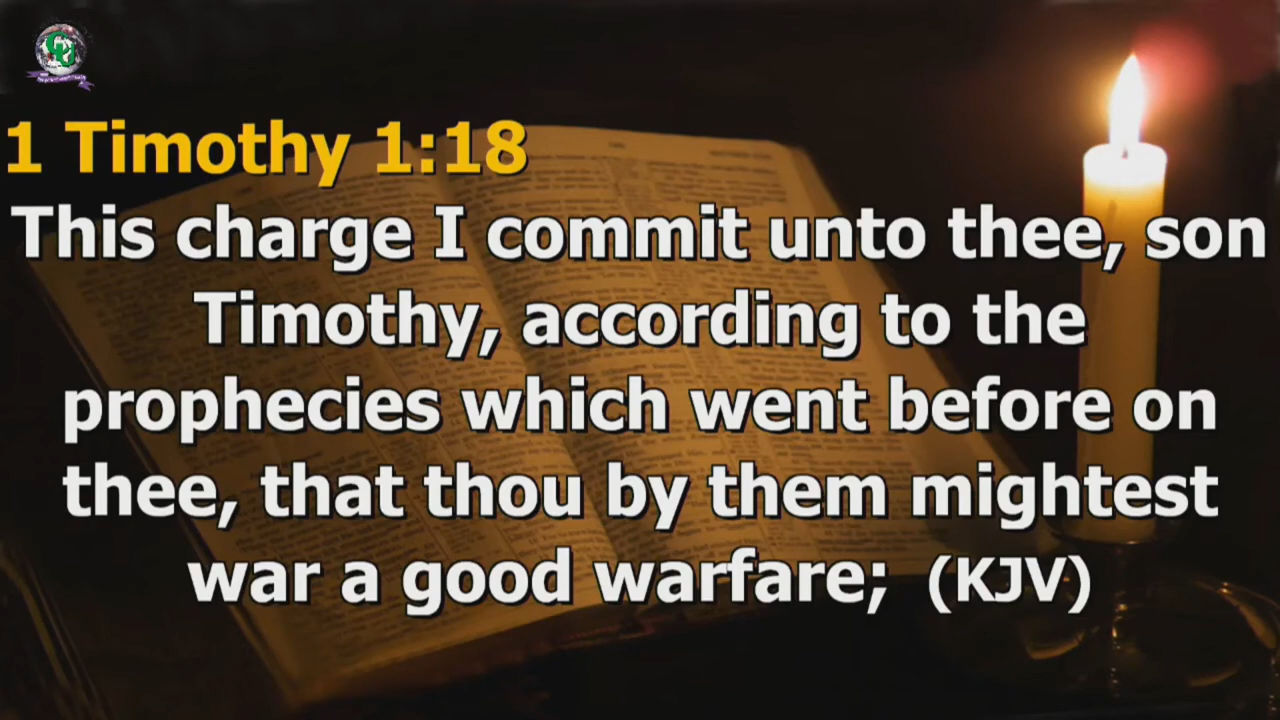 1 Timothy 1:18
This charge I commit unto thee, son
Timothy, according to the
prophecies which went before on
thee, that thou by them mightest
war a good warfare;  (KJV)